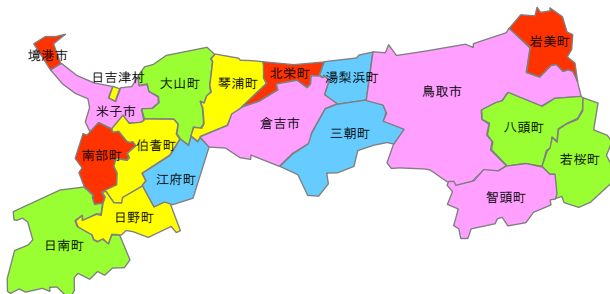 岩美町
境港市
北栄町
湯梨浜町
日吉津村
大山町
琴浦町
鳥取市
米子市
倉吉市
三朝町
八頭町
伯耆町
南部町
若桜町
江府町
智頭町
日野町
日南町